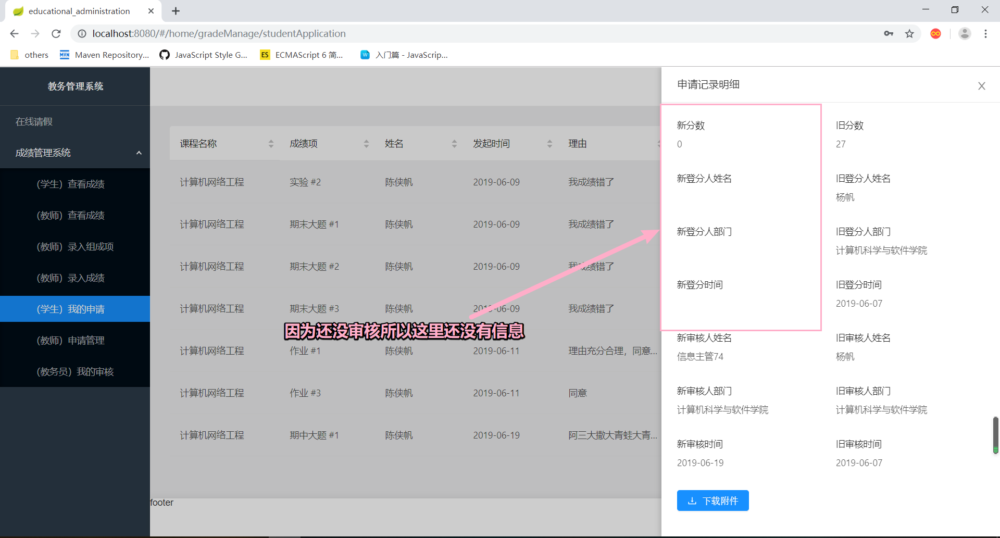 educational_administration
localhost:8080/#/home/gradeManage/studentApplication
others
Maven Repository...
JavaScript Style G...
ES
ECMAScript 6 简...
W
入门篇 - JavaScrip...
教务管理系统
在线请假
成绩管理系统
(学生) 查看成绩
(教师) 查看成绩
(教师) 录入组成项
(教师) 录入成绩
(学生) 我的申请
(教师) 申请管理
(教务员) 我的审核
课程名称 成绩项 姓名 发起时间 理由
计算机网络工程 实验 #2 陈侠帆 2019-06-09 我成绩错了
计算机网络工程 期末大题 #1 陈侠帆 2019-06-09 我成绩错了
计算机网络工程 期末大题 #2 陈侠帆 2019-06-09 我成绩错了
计算机网络工程 期末大题 #3 陈侠帆 2019-06-09 我成绩错了
因为还没审核所以这里还没有信息
计算机网络工程 作业 #1 陈侠帆 2019-06-11 理由充分合理，同意...
计算机网络工程 作业 #3 陈侠帆 2019-06-11 同意
计算机网络工程 期中大题 #1 陈侠帆 2019-06-19 阿三大撒大青蛙大青...
footer
申请记录明细
新分数 旧分数
0 27
新登分人姓名 旧登分人姓名
杨帆
新登分人部门 旧登分人部门
计算机科学与软件学院
新登分时间 旧登分时间
2019-06-07
新审核人姓名 旧审核人姓名
信息主管74 杨帆
新审核人部门 旧审核人部门
计算机科学与软件学院 计算机科学与软件学院
新审核时间 旧审核时间
2019-06-19 2019-06-07
下载附件